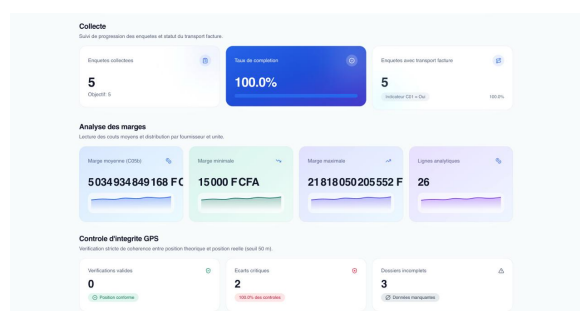 Collecte
Suivi de progression des enquetes et statut du transport facture.
Enquetes collectees
5
Objectif: 5
Taux de completion
100.0%
Enquetes avec transport facture
5
Indicateur C01 = Oui
100.0%
Analyse des marges
Lecture des couts moyens et distribution par fournisseur et unite.
Marge moyenne (C05b)
5 034 934 849 168 F C
Marge minimale
15 000 F CFA
Marge maximale
21 818 050 205 552 F
Lignes analytiques
26
Controle d'integrite GPS
Verification stricte de coherence entre position theorique et position reelle (seuil 50 m).
Verifications valides
0
Position conforme
Ecarts critiques
2
100.0% des controles
Dossiers incomplets
3
Donnees manquantes